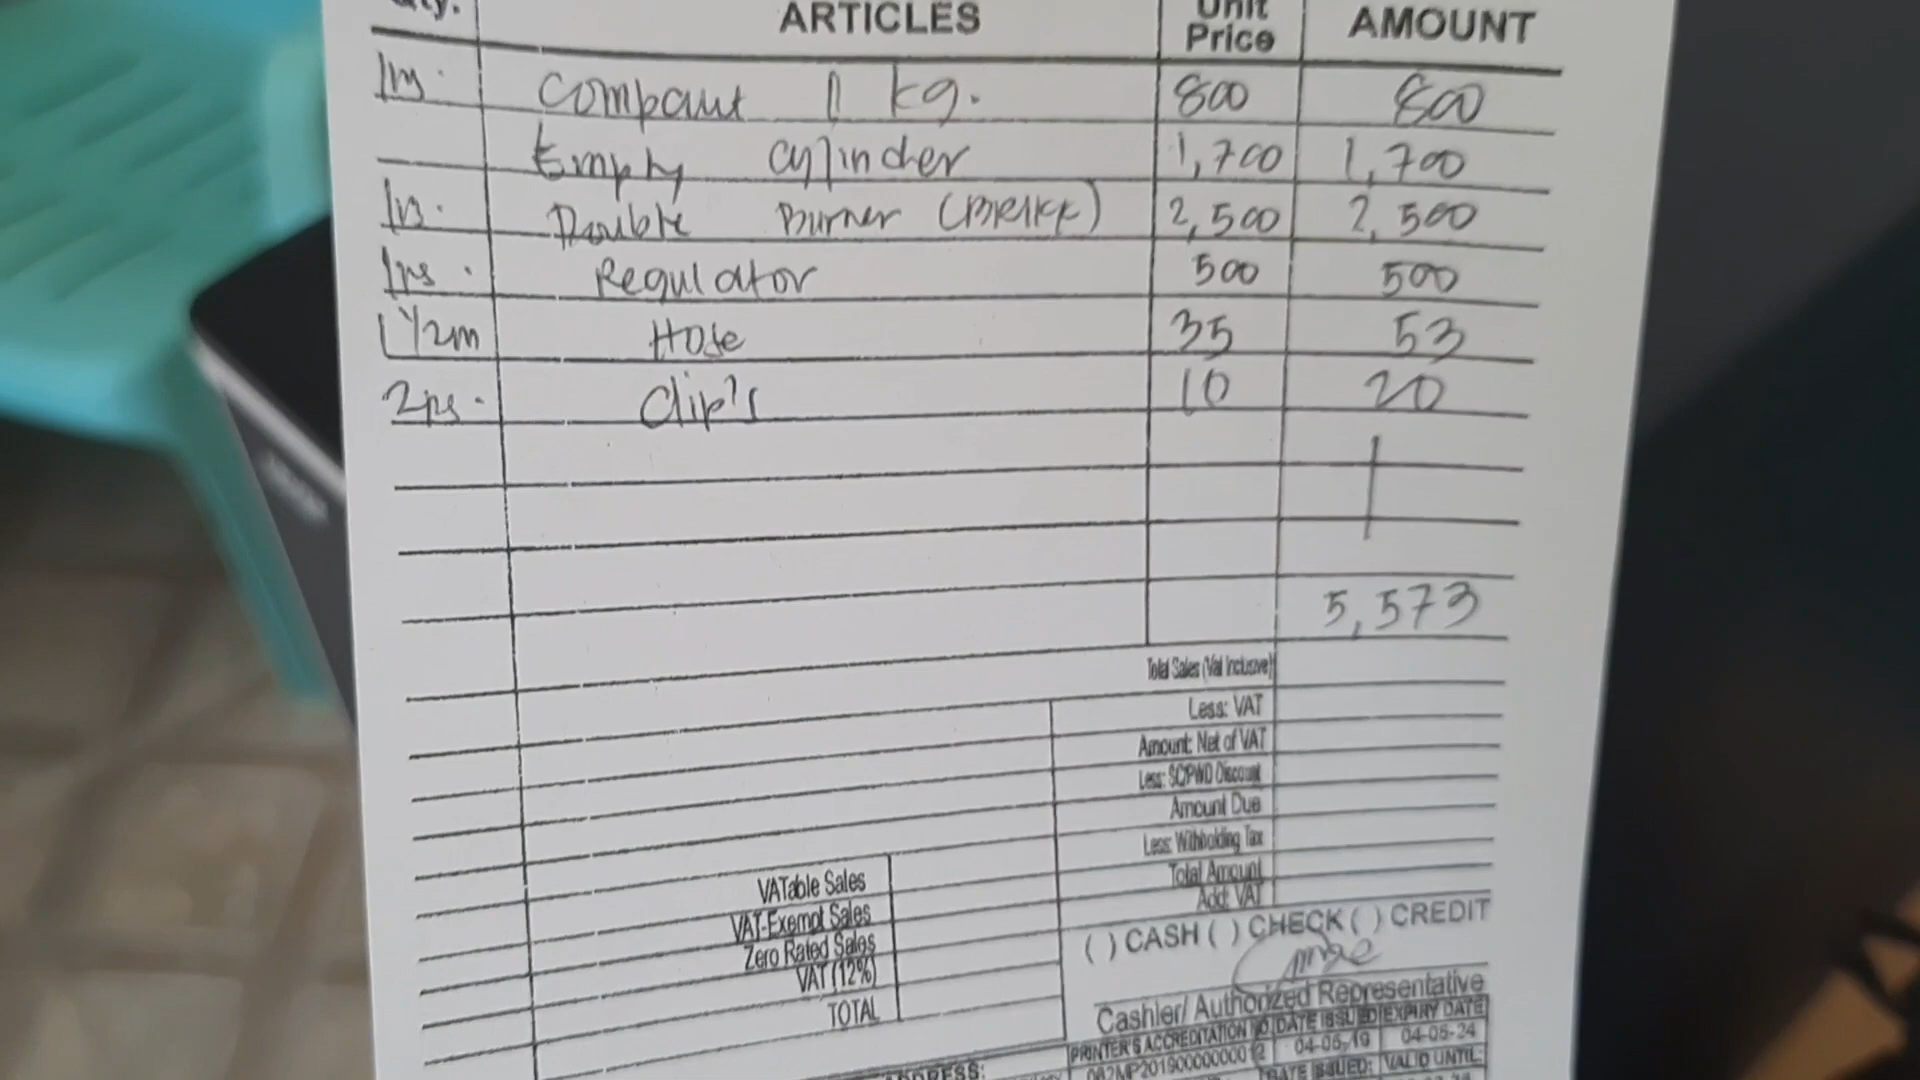 ARTICLES Unit Price AMOUNT
Compaut 11 kg. 800 800
Empty Cylinder 1,700 1,700
Double Burner 2,500 2,500
1ps. Regulator 500 500
1 1/2m Hose 35 53
2ps. Clip's 10 20
5,573
Total Sales (Vat Inclusive)
Less: VAT
Amount: Net of VAT
Less: SC/PWD Discount
Amount Due
Less: Withholding Tax
Total Amount
Add: VAT
VATable Sales
VAT-Exempt Sales
Zero Rated Sales
VAT (12%)
TOTAL
( ) CASH ( ) CHECK ( ) CREDIT
Cashier/ Authorized Representative
PRINTER'S ACCREDITATION NO. DATE ISSUED EXPIRY DATE
04-05-19 04-05-24
DATE ISSUED: VALID UNTIL: